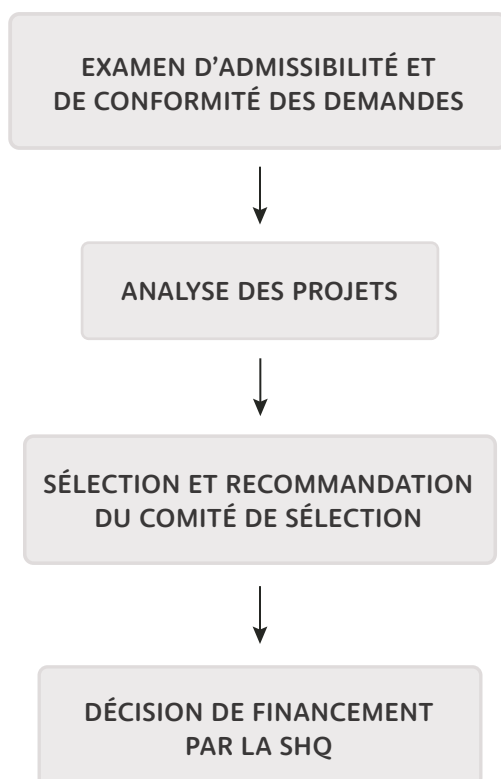 EXAMEN D’ADMISSIBILITÉ ET
DE CONFORMITÉ DES DEMANDES
ANALYSE DES PROJETS
SÉLECTION ET RECOMMANDATION
DU COMITÉ DE SÉLECTION
DÉCISION DE FINANCEMENT
PAR LA SHQ